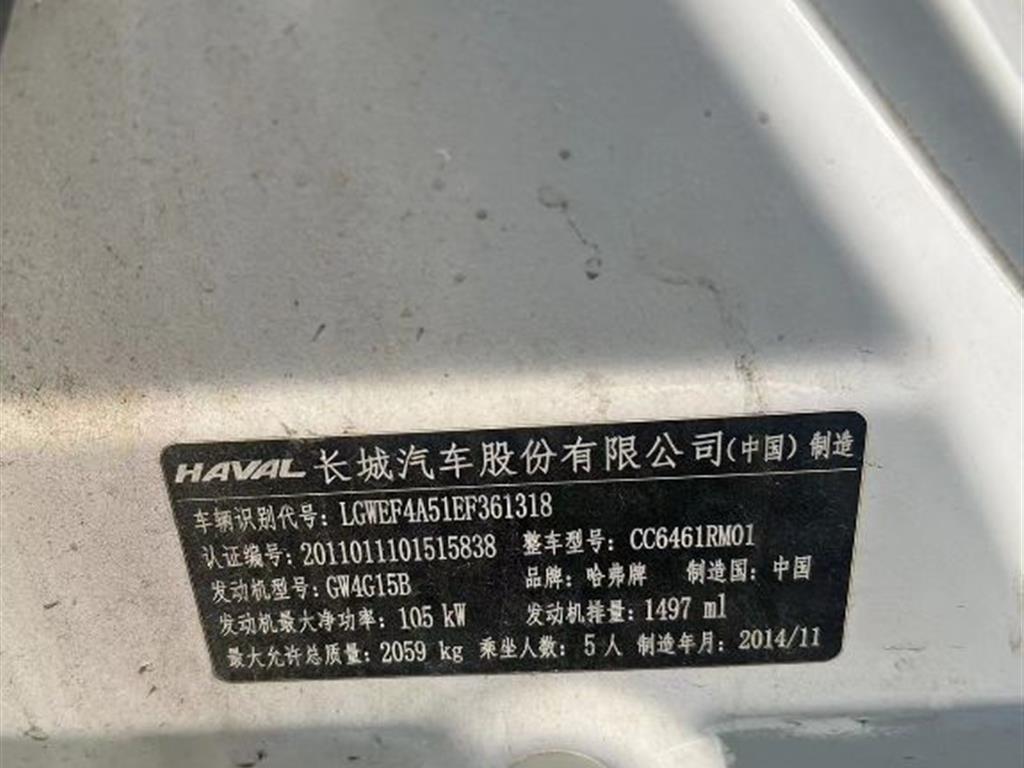 HAVAL 长城汽车股份有限公司(中国) 制造
车辆识别代号: LGWEF4A51EF361318
认证编号: 2011011101515838 整车型号: CC6461RM01
发动机型号: GW4G15B 品牌: 哈弗牌 制造国: 中国
发动机最大净功率: 105 kW 发动机排量: 1497 ml
最大允许总质量: 2059 kg 乘坐人数: 5 人 制造年月: 2014/11